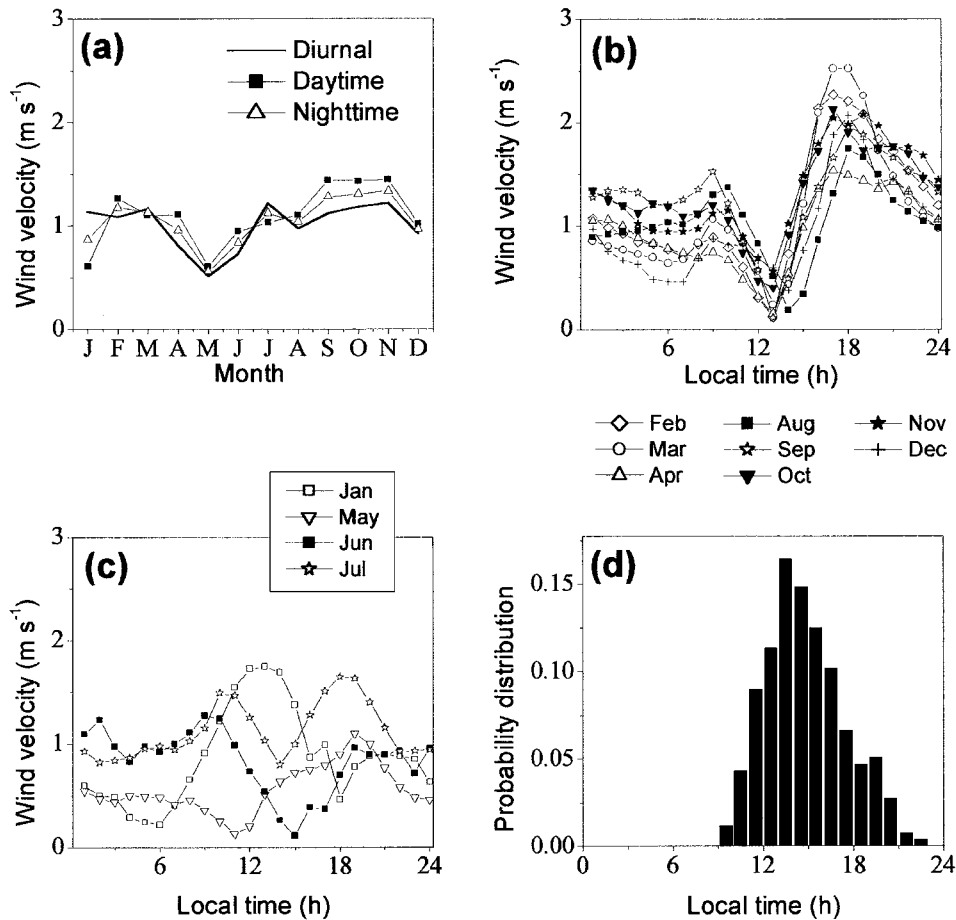 (a)
Diurnal
Daytime
Nighttime
Wind velocity (m s⁻¹)
3
2
1
0
J F M A M J J A S O N D
Month
(b)
Wind velocity (m s⁻¹)
3
2
1
0
6 12 18 24
Local time (h)
Feb Aug Nov
Mar Sep Dec
Apr Oct
(c)
Jan
May
Jun
Jul
Wind velocity (m s⁻¹)
3
2
1
0
6 12 18 24
Local time (h)
(d)
Probability distribution
0.15
0.10
0.05
0.00
0 6 12 18 24
Local time (h)